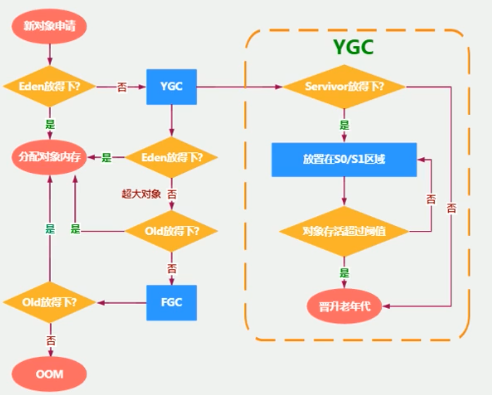 新对象申请
YGC
Eden放得下?
否
YGC
Servivor放得下?
是
是
否
分配对象内存
是
Eden放得下?
放置在S0/S1区域
超大对象
否
否
是
是
Old放得下?
对象存活超过阈值
否
是
Old放得下?
FGC
晋升老年代
否
OOM